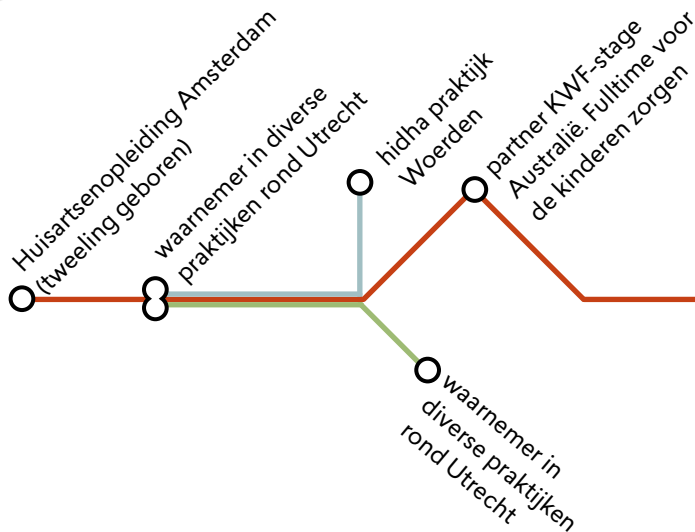 Huisartsenopleiding Amsterdam
(tweeling geboren)
waarnemer in diverse
praktijken rond Utrecht
hidha praktijk
Woerden
partner KWF-stage
Australië. Fulltime voor
de kinderen zorgen
waarnemer in
diverse praktijken
rond Utrecht